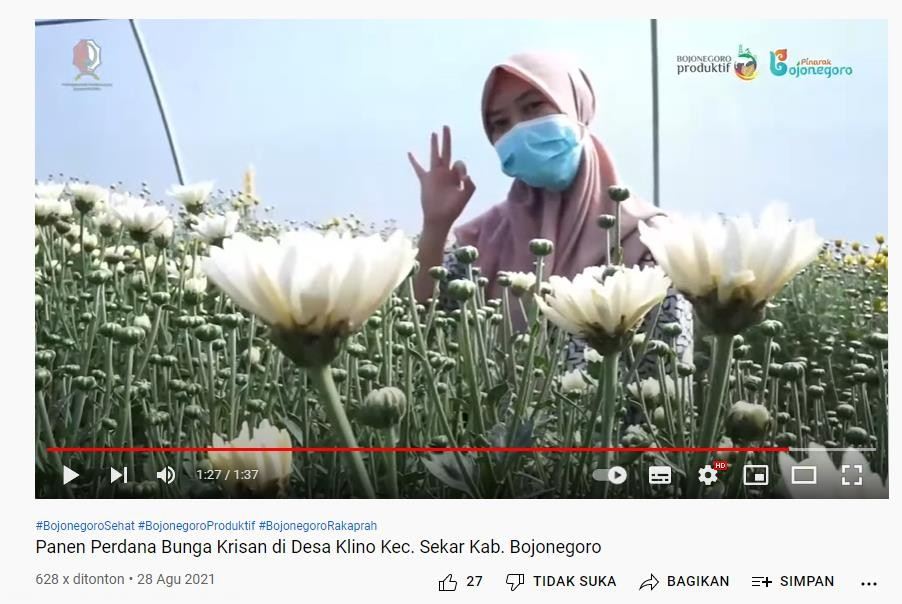 BOJONEGORO
produktif
Pinarak
Bojonegoro
1:27 / 1:37
HD
#BojonegoroSehat #BojonegoroProduktif #BojonegoroRakaprah
Panen Perdana Bunga Krisan di Desa Klino Kec. Sekar Kab. Bojonegoro
628 x ditonton • 28 Agu 2021
27 TIDAK SUKA BAGIKAN SIMPAN